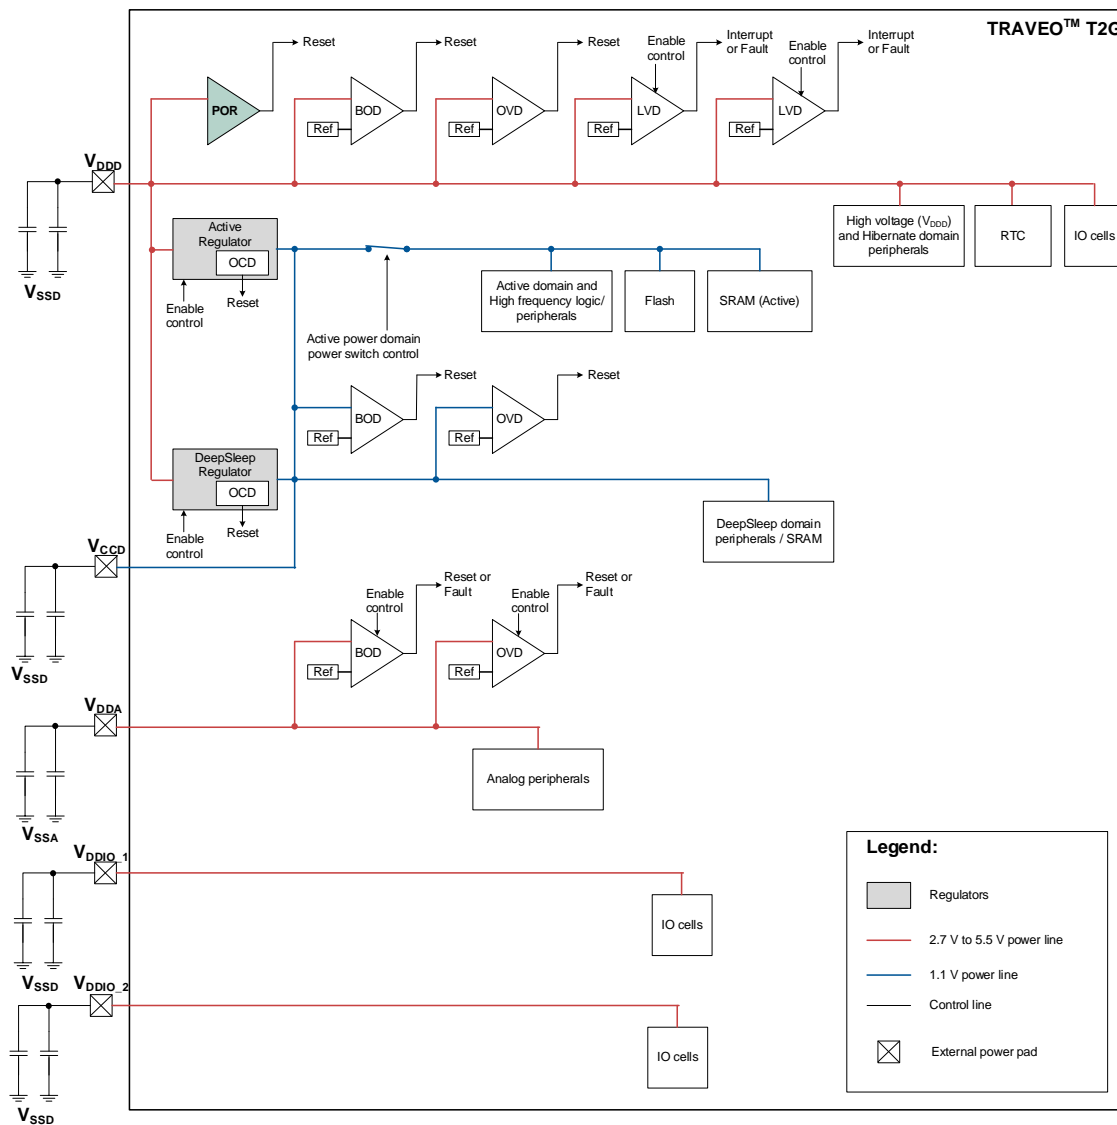 TRAVEO™ T2G
Reset
Reset
Reset
Enable
control
Interrupt
or Fault
Enable
control
Interrupt
or Fault
POR
BOD
Ref
OVD
Ref
LVD
Ref
LVD
Ref
VDDD
VSSD
High voltage (VDDD)
and Hibernate domain
peripherals
RTC
IO cells
Active
Regulator
OCD
Reset
Enable
control
Active domain and
High frequency logic/
peripherals
Flash
SRAM (Active)
Active power domain
power switch control
Reset
Reset
BOD
Ref
OVD
Ref
DeepSleep
Regulator
OCD
Reset
Enable
control
DeepSleep domain
peripherals / SRAM
VCCD
VSSD
Enable
control
Reset or
Fault
Enable
control
Reset or
Fault
BOD
Ref
OVD
Ref
VDDA
VSSA
Analog peripherals
VDDIO_1
VSSD
IO cells
VDDIO_2
VSSD
IO cells
Legend:
Regulators
2.7 V to 5.5 V power line
1.1 V power line
Control line
External power pad